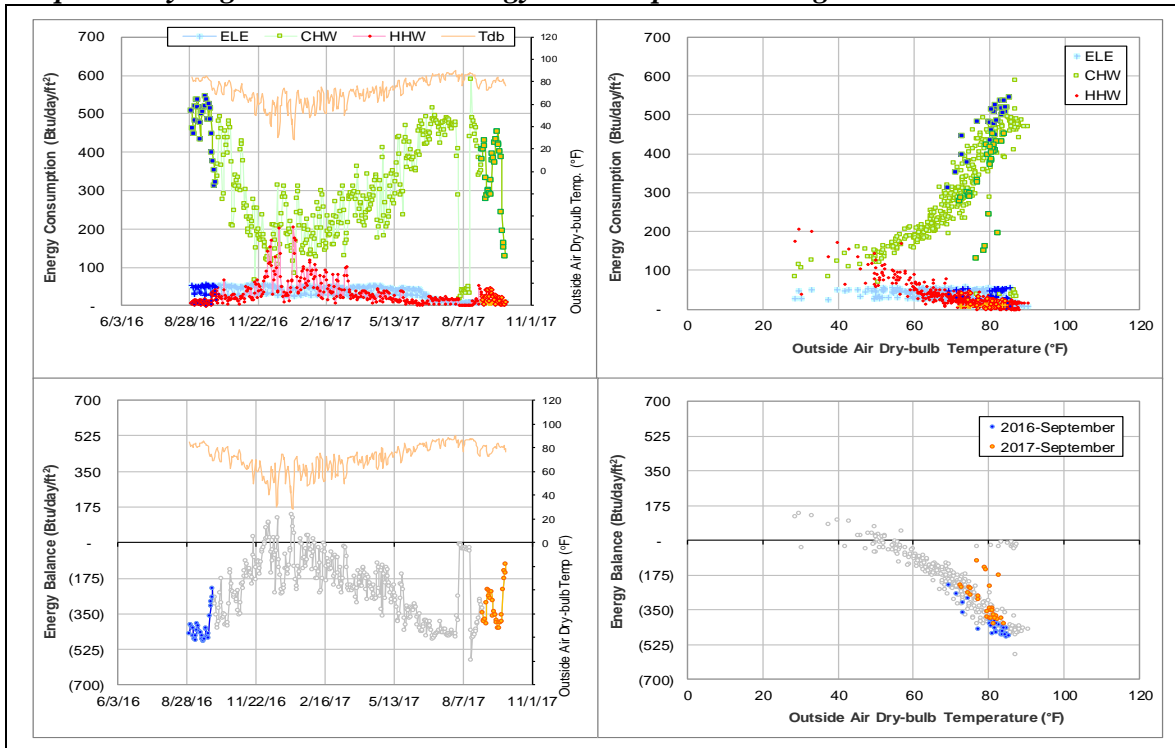 ELE CHW HHW Tdb
Energy Consumption (Btu/day/ft²)
700
600
500
400
300
200
100
-
120
100
80
60
40
20
0
Outside Air Dry-bulb Temp. (°F)
6/3/16 8/28/16 11/22/16 2/16/17 5/13/17 8/7/17 11/1/17
Energy Consumption (Btu/day/ft²)
700
600
500
400
300
200
100
-
ELE
CHW
HHW
0 20 40 60 80 100 120
Outside Air Dry-bulb Temperature (°F)
Energy Balance (Btu/day/ft²)
700
525
350
175
-
(175)
(350)
(525)
(700)
120
100
80
60
40
20
0
Outside Air Dry-bulb Temp (°F)
6/3/16 8/28/16 11/22/16 2/16/17 5/13/17 8/7/17 11/1/17
Energy Balance (Btu/day/ft²)
700
525
350
175
-
(175)
(350)
(525)
(700)
2016-September
2017-September
0 20 40 60 80 100 120
Outside Air Dry-bulb Temperature (°F)